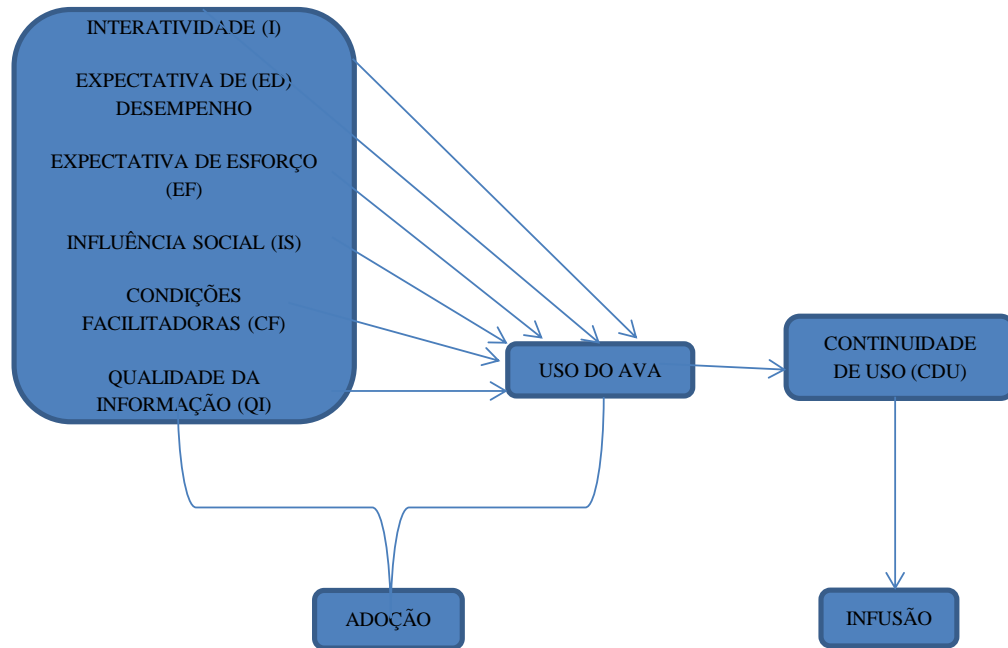 INTERATIVIDADE (I)
EXPECTATIVA DE (ED)
DESEMPENHO
EXPECTATIVA DE ESFORÇO
(EF)
INFLUÊNCIA SOCIAL (IS)
CONDIÇÕES
FACILITADORAS (CF)
QUALIDADE DA
INFORMAÇÃO (QI)
USO DO AVA
CONTINUIDADE
DE USO (CDU)
ADOÇÃO
INFUSÃO